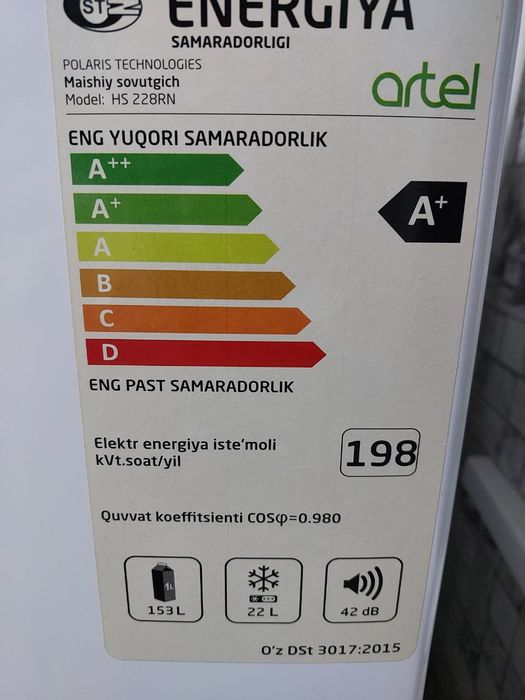 STZ
ENERGIYA
SAMARADORLIGI
POLARIS TECHNOLOGIES
Maishiy sovutgich
Model: HS 228RN
artel
ENG YUQORI SAMARADORLIK
A++
A+
A+
A
B
C
D
ENG PAST SAMARADORLIK
Elektr energiya iste'moli
kVt.soat/yil
198
Quvvat koeffitsienti COSφ=0.980
1L
153 L
22 L
42 dB
O'z DSt 3017:2015